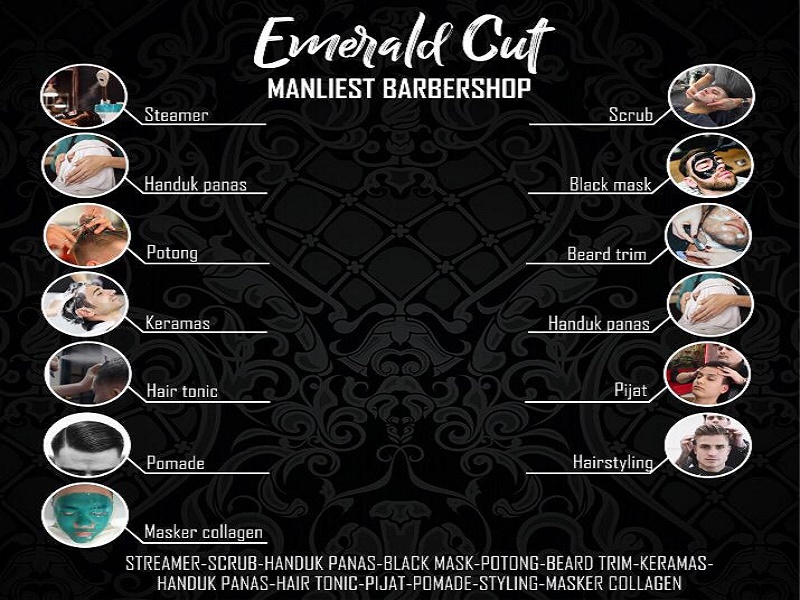 Emerald Cut
MANLIEST BARBERSHOP
Steamer
Scrub
Handuk panas
Black mask
Potong
Beard trim
Keramas
Handuk panas
Hair tonic
Pijat
Pomade
Hairstyling
Masker collagen
STREAMER-SCRUB-HANDUK PANAS-BLACK MASK-POTONG-BEARD TRIM-KERAMAS-
HANDUK PANAS-HAIR TONIC-PIJAT-POMADE-STYLING-MASKER COLLAGEN